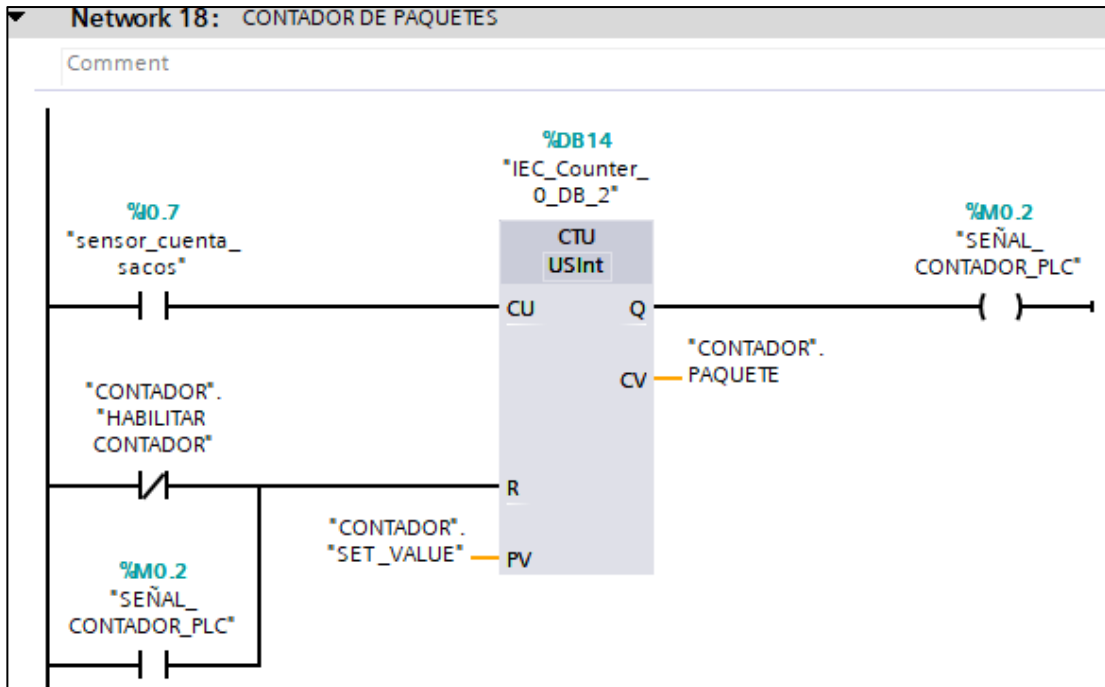 Network 18: CONTADOR DE PAQUETES
Comment
%DB14
"IEC_Counter_
0_DB_2"
%I0.7
"sensor_cuenta_
sacos"
CTU
USInt
%M0.2
"SEÑAL_
CONTADOR_PLC"
CU
Q
"CONTADOR".
PAQUETE
CV
"CONTADOR".
"HABILITAR
CONTADOR"
R
"CONTADOR".
"SET_VALUE"
PV
%M0.2
"SEÑAL_
CONTADOR_PLC"